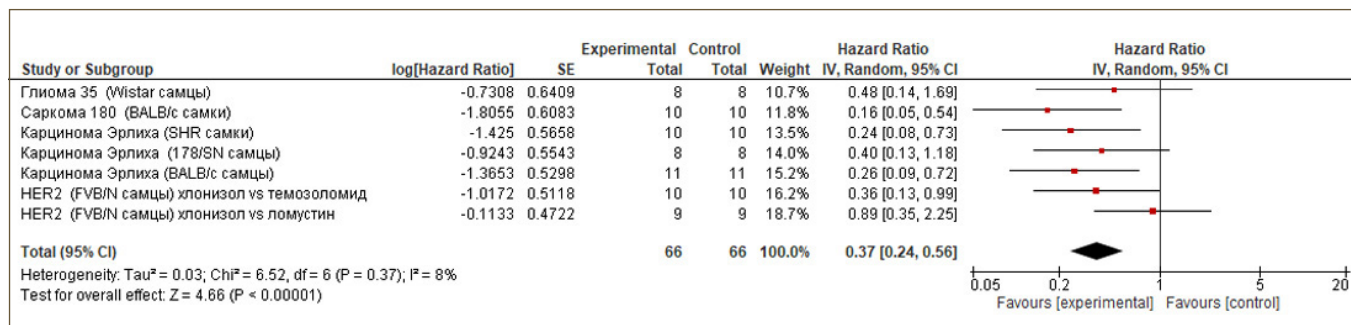 Experimental Control Hazard Ratio Hazard Ratio
Study or Subgroup log[Hazard Ratio] SE Total Total Weight IV, Random, 95% CI IV, Random, 95% CI
Глиома 35 (Wistar самцы) -0.7308 0.6409 8 8 10.7% 0.48 [0.14, 1.69]
Саркома 180 (BALB/c самки) -1.8055 0.6083 10 10 11.8% 0.16 [0.05, 0.54]
Карцинома Эрлиха (SHR самки) -1.425 0.5658 10 10 13.5% 0.24 [0.08, 0.73]
Карцинома Эрлиха (178/SN самцы) -0.9243 0.5543 8 8 14.0% 0.40 [0.13, 1.18]
Карцинома Эрлиха (BALB/c самцы) -1.3653 0.5298 11 11 15.2% 0.26 [0.09, 0.72]
HER2 (FVB/N самцы) хлонизол vs темозоломид -1.0172 0.5118 10 10 16.2% 0.36 [0.13, 0.99]
HER2 (FVB/N самцы) хлонизол vs ломустин -0.1133 0.4722 9 9 18.7% 0.89 [0.35, 2.25]
Total (95% CI) 66 66 100.0% 0.37 [0.24, 0.56]
Heterogeneity: Tau² = 0.03; Chi² = 6.52, df = 6 (P = 0.37); I² = 8%
Test for overall effect: Z = 4.66 (P < 0.00001)
0.05 0.2 1 5 20
Favours [experimental] Favours [control]